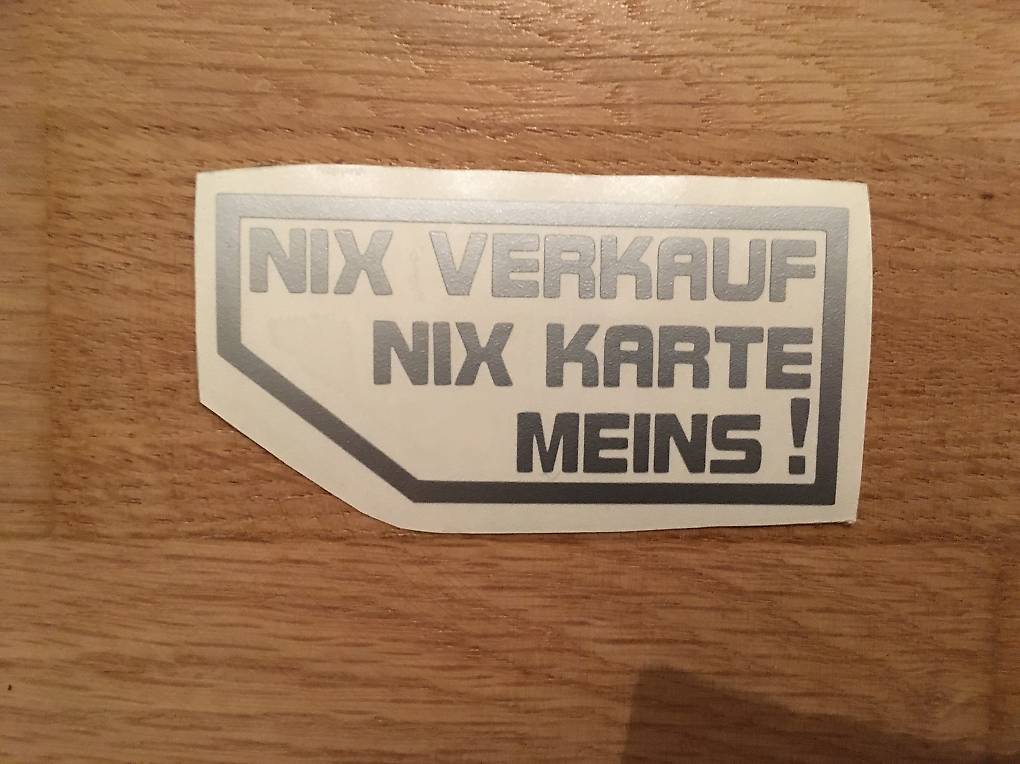 NIX VERKAUF
NIX KARTE
MEINS !